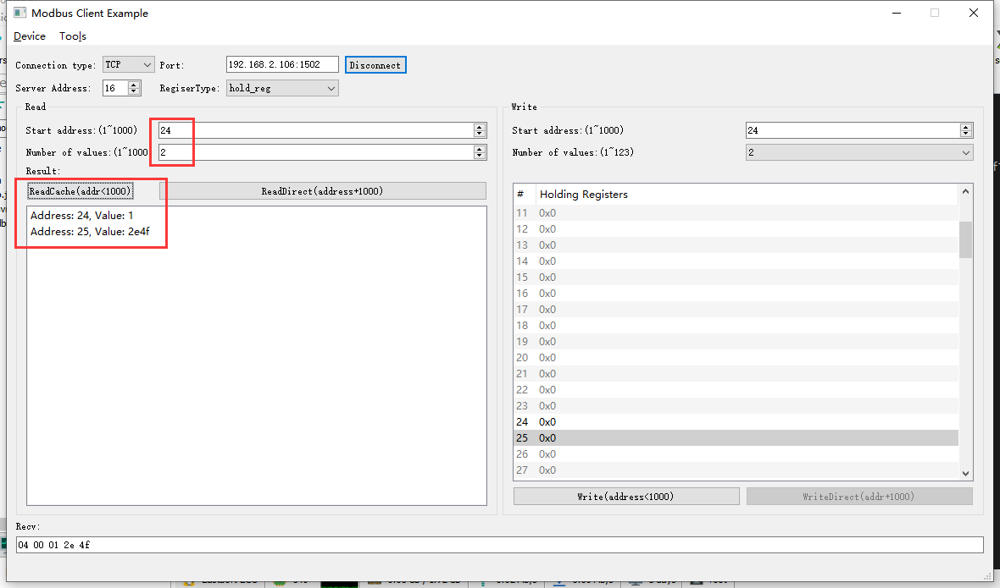 Modbus Client Example
Device Tools
Connection type: TCP Port: 192.168.2.106:1502 Disconnect
Server Address: 16 RegiserType: hold_reg
Read
Start address:(1~1000) 24
Number of values:(1~1000 2
Result:
ReadCache(addr<1000) ReadDirect(address+1000)
Address: 24, Value: 1
Address: 25, Value: 2e4f
Write
Start address:(1~1000) 24
Number of values:(1~123) 2
# Holding Registers
11 0x0
12 0x0
13 0x0
14 0x0
15 0x0
16 0x0
17 0x0
18 0x0
19 0x0
20 0x0
21 0x0
22 0x0
23 0x0
24 0x0
25 0x0
26 0x0
27 0x0
Write(address<1000) WriteDirect(addr+1000)
Recv:
04 00 01 2e 4f